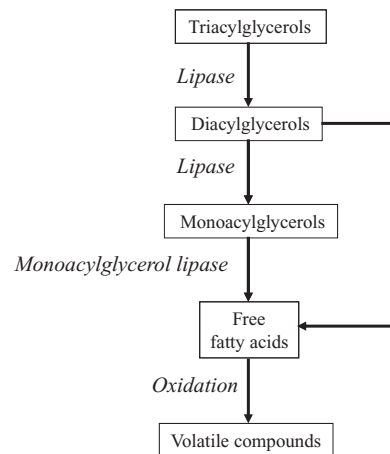 Triacylglycerols
Lipase
Diacylglycerols
Lipase
Monoacylglycerols
Monoacylglycerol lipase
Free
fatty acids
Oxidation
Volatile compounds